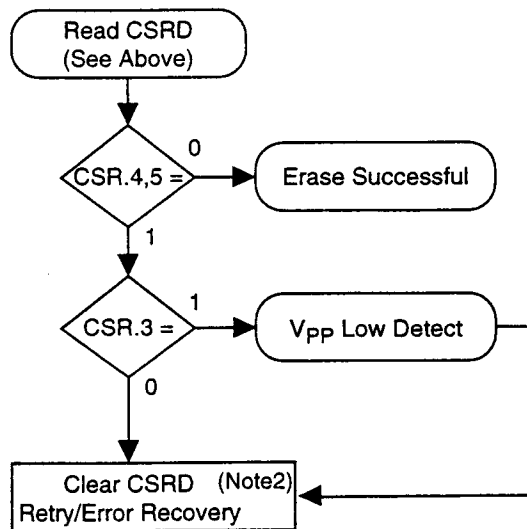 Read CSRD
(See Above)
0
CSR.4,5 =
Erase Successful
1
1
CSR.3 =
VPP Low Detect
0
Clear CSRD (Note2)
Retry/Error Recovery